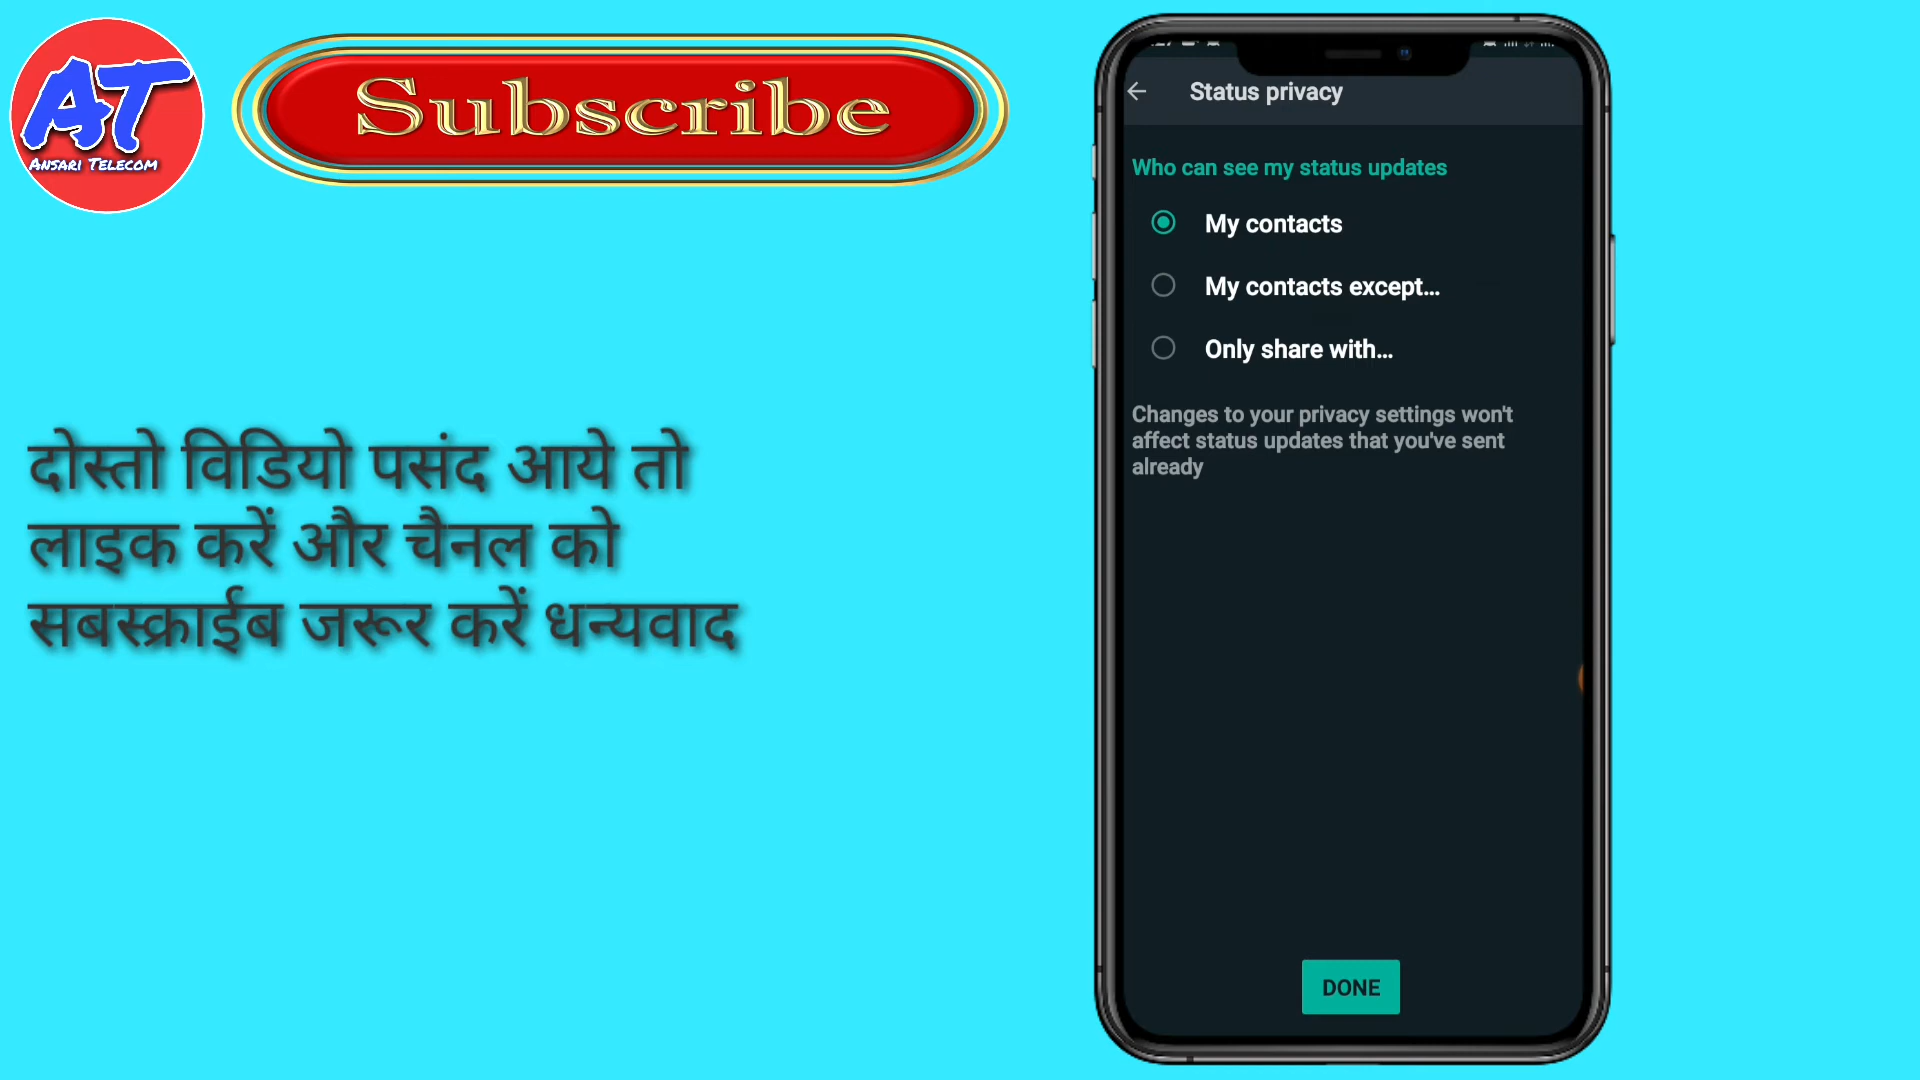 AT
ANSARI TELECOM
Subscribe
दोस्तो विडियो पसंद आये तो
लाइक करें और चैनल को
सबस्क्राईब जरूर करें धन्यवाद
Status privacy
Who can see my status updates
My contacts
My contacts except...
Only share with...
Changes to your privacy settings won't
affect status updates that you've sent
already
DONE